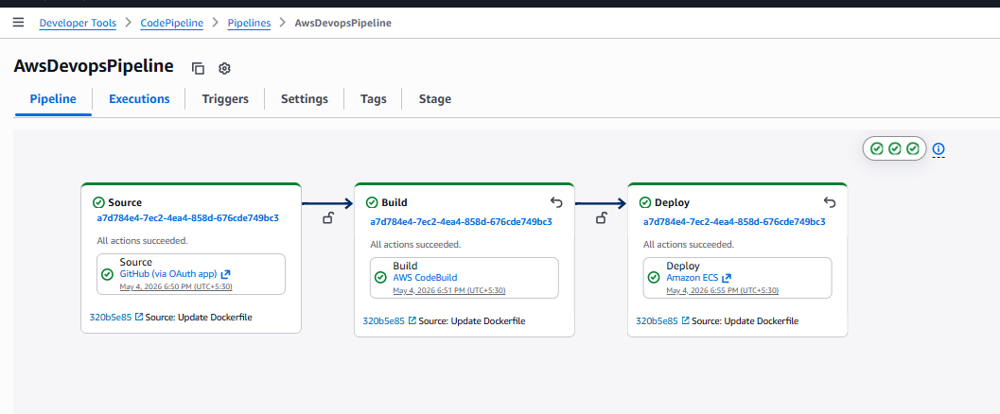 Developer Tools > CodePipeline > Pipelines > AwsDevopsPipeline
AwsDevopsPipeline
Pipeline Executions Triggers Settings Tags Stage
Source
a7d784e4-7ec2-4ea4-858d-676cde749bc3
All actions succeeded.
Source
GitHub (via OAuth app)
May 4, 2026 6:50 PM (UTC+5:30)
320b5e85 Source: Update Dockerfile
Build
a7d784e4-7ec2-4ea4-858d-676cde749bc3
All actions succeeded.
Build
AWS CodeBuild
May 4, 2026 6:51 PM (UTC+5:30)
320b5e85 Source: Update Dockerfile
Deploy
a7d784e4-7ec2-4ea4-858d-676cde749bc3
All actions succeeded.
Deploy
Amazon ECS
May 4, 2026 6:55 PM (UTC+5:30)
320b5e85 Source: Update Dockerfile